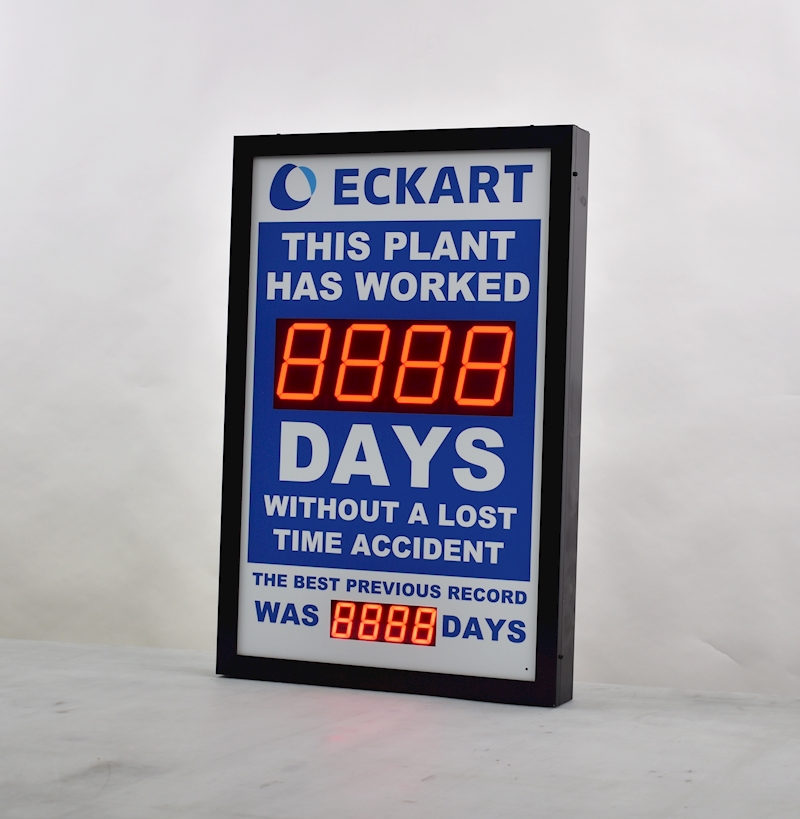 ECKART
THIS PLANT
HAS WORKED
8888
DAYS
WITHOUT A LOST
TIME ACCIDENT
THE BEST PREVIOUS RECORD
WAS 8888 DAYS